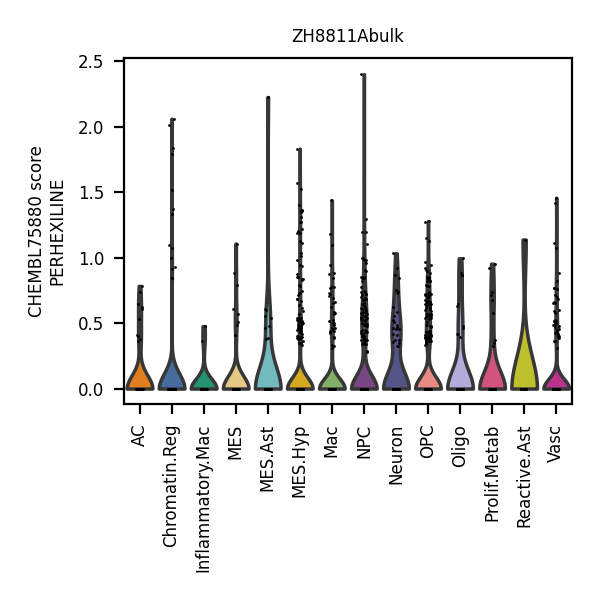 ZH8811Abulk
CHEMBL75880 score
PERHEXILINE
2.5
2.0
1.5
1.0
0.5
0.0
AC
Chromatin.Reg
Inflammatory.Mac
MES
MES.Ast
MES.Hyp
Mac
NPC
Neuron
OPC
Oligo
Prolif.Metab
Reactive.Ast
Vasc